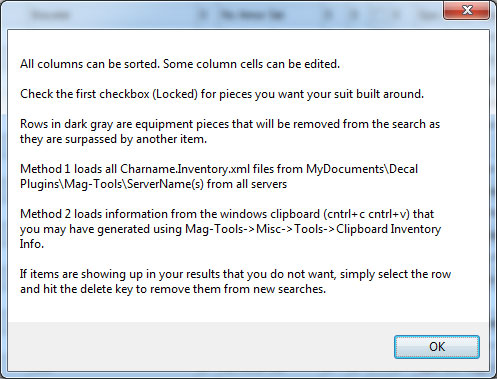 All columns can be sorted. Some column cells can be edited.
Check the first checkbox (Locked) for pieces you want your suit built around.
Rows in dark gray are equipment pieces that will be removed from the search as
they are surpassed by another item.
Method 1 loads all Charname.Inventory.xml files from MyDocuments\Decal
Plugins\Mag-Tools\ServerName(s) from all servers
Method 2 loads information from the windows clipboard (cntrl+c cntrl+v) that
you may have generated using Mag-Tools->Misc->Tools->Clipboard Inventory
Info.
If items are showing up in your results that you do not want, simply select the row
and hit the delete key to remove them from new searches.
OK